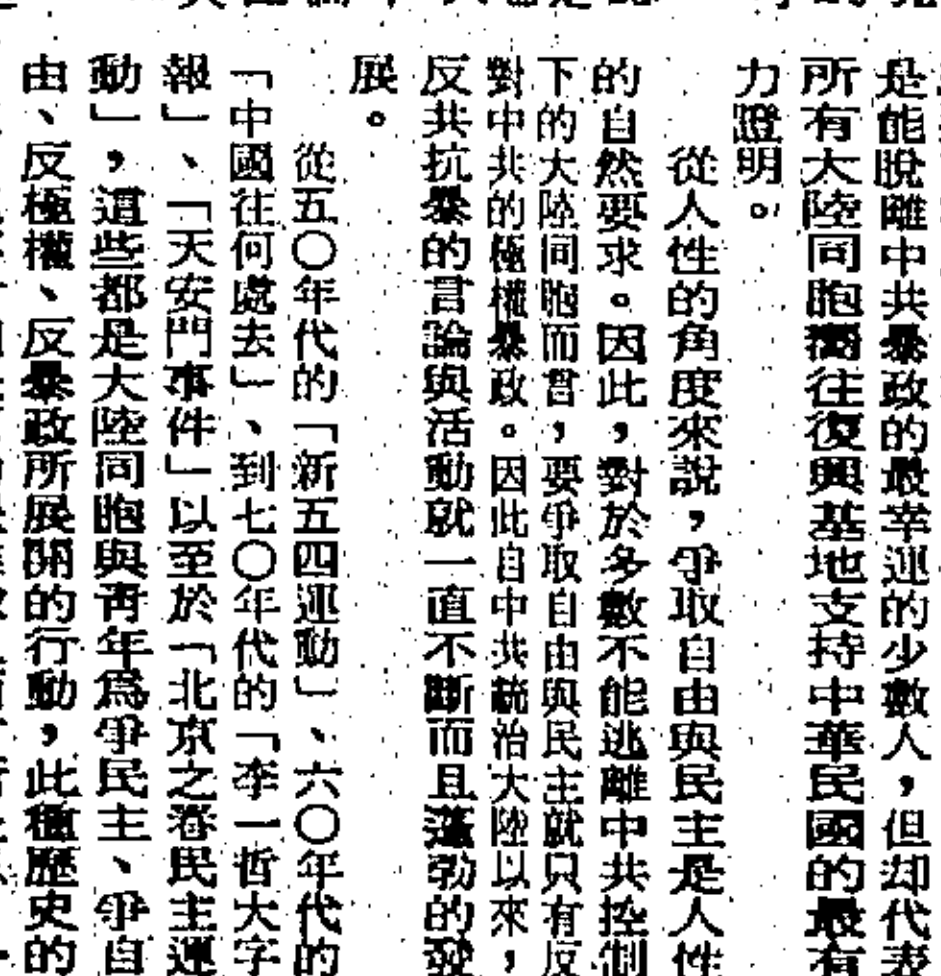 是能脫離中共暴政的最幸運的少數人，但却代表
所有大陸同胞嚮往復興基地支持中華民國的最有
力證明。
從人性的角度來說，爭取自由與民主是人性
的自然要求。因此，對於多數不能逃離中共控制
下的大陸同胞而言，要爭取自由與民主就只有反
對中共的極權暴政。因此自中共統治大陸以來，
反共抗暴的言論與活動就一直不斷而且蓬勃的發
展。
從五〇年代的「新五四運動」、六〇年代的
「中國往何處去」、到七〇年代的「李一哲大字
報」、「天安門事件」以至於「北京之春民主運
動」，這些都是大陸同胞與青年為爭民主、爭自
由、反極權、反暴政所展開的行動，此種歷史的